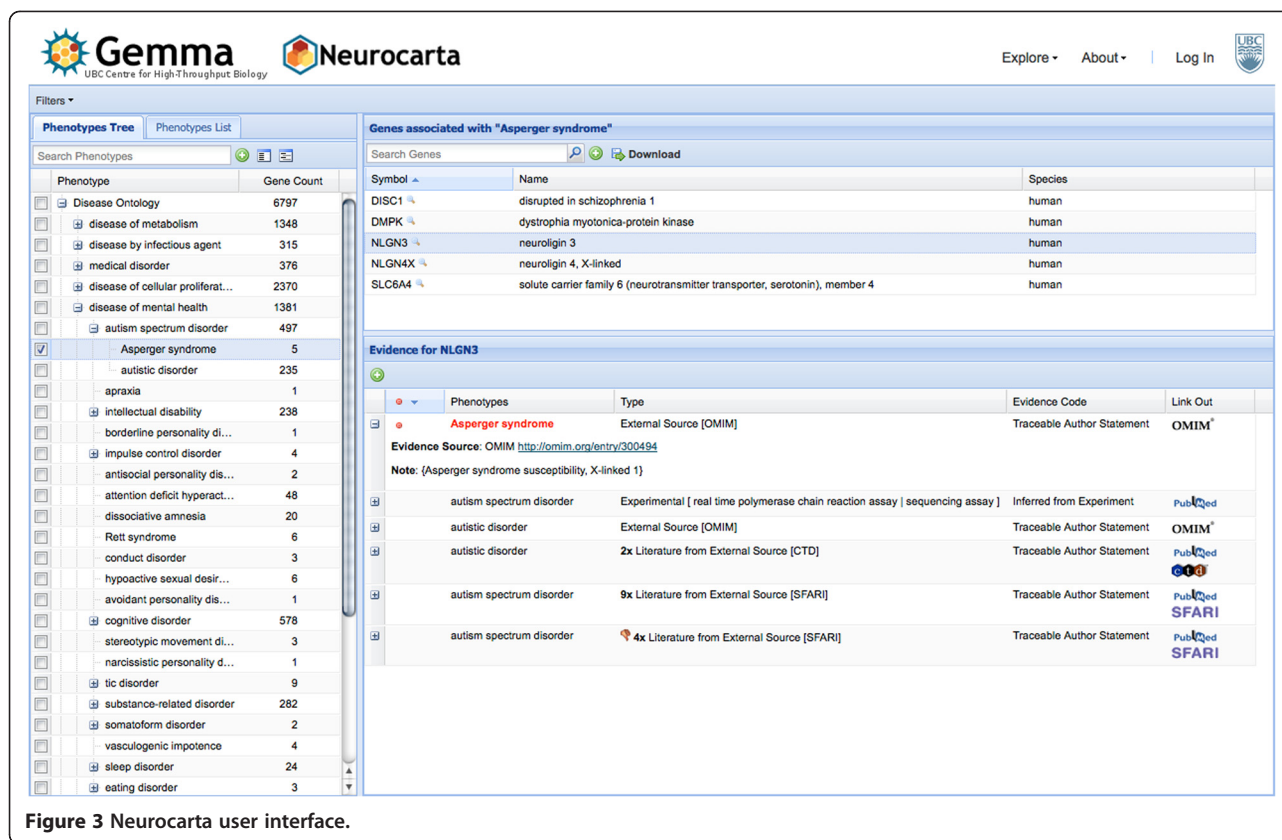 Gemma
UBC Centre for High-Throughput Biology
Neurocarta
Explore About Log In
UBC
Filters
Phenotypes Tree Phenotypes List
Search Phenotypes
Phenotype Gene Count
Disease Ontology 6797
disease of metabolism 1348
disease by infectious agent 315
medical disorder 376
disease of cellular proliferat... 2370
disease of mental health 1381
autism spectrum disorder 497
Asperger syndrome 5
autistic disorder 235
apraxia 1
intellectual disability 238
borderline personality di... 1
impulse control disorder 4
antisocial personality dis... 2
attention deficit hyperact... 48
dissociative amnesia 20
Rett syndrome 6
conduct disorder 3
hypoactive sexual desir... 6
avoidant personality dis... 1
cognitive disorder 578
stereotypic movement di... 3
narcissistic personality d... 1
tic disorder 9
substance-related disorder 282
somatoform disorder 2
vasculogenic impotence 4
sleep disorder 24
eating disorder 3
Genes associated with "Asperger syndrome"
Search Genes Download
Symbol Name Species
DISC1 disrupted in schizophrenia 1 human
DMPK dystrophia myotonica-protein kinase human
NLGN3 neuroligin 3 human
NLGN4X neuroligin 4, X-linked human
SLC6A4 solute carrier family 6 (neurotransmitter transporter, serotonin), member 4 human
Evidence for NLGN3
Phenotypes Type Evidence Code Link Out
Asperger syndrome External Source [OMIM] Traceable Author Statement OMIM®
Evidence Source: OMIM http://omim.org/entry/300494
Note: {Asperger syndrome susceptibility, X-linked 1}
autism spectrum disorder Experimental [ real time polymerase chain reaction assay | sequencing assay ] Inferred from Experiment PubMed
autistic disorder External Source [OMIM] Traceable Author Statement OMIM®
autistic disorder 2x Literature from External Source [CTD] Traceable Author Statement PubMed
ctd
autism spectrum disorder 9x Literature from External Source [SFARI] Traceable Author Statement PubMed
SFARI
autism spectrum disorder 4x Literature from External Source [SFARI] Traceable Author Statement PubMed
SFARI
Figure 3 Neurocarta user interface.